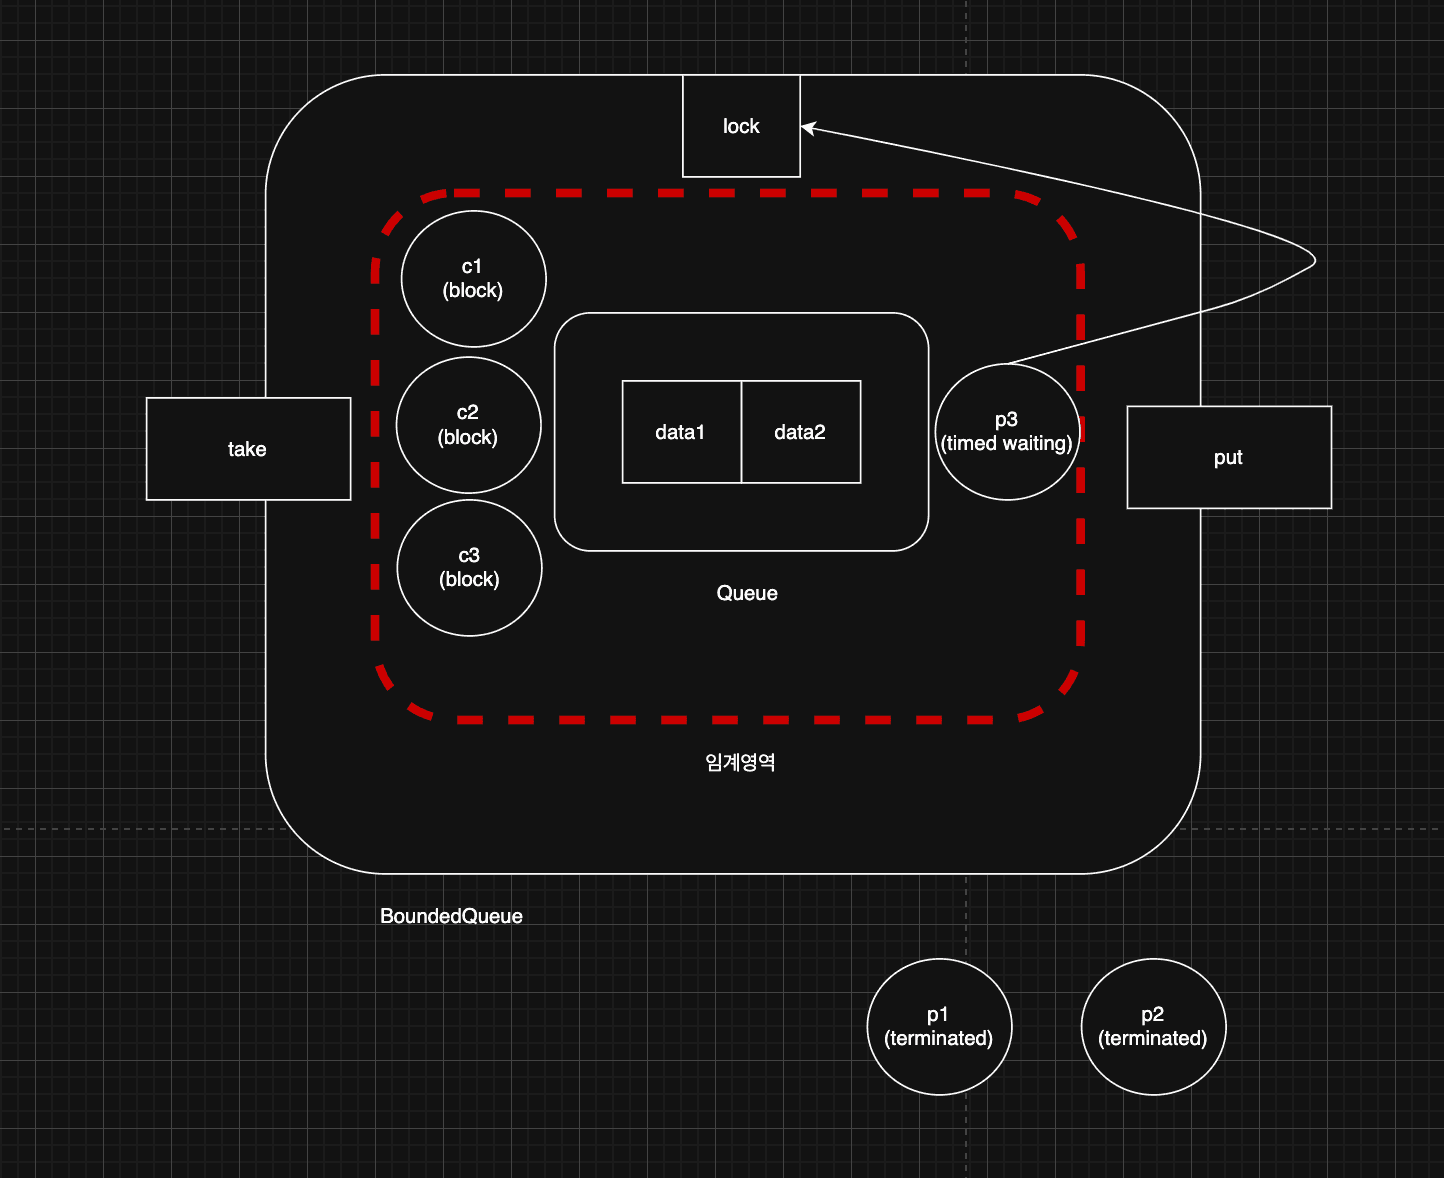 lock
c1
(block)
c2
(block)
c3
(block)
take
data1
data2
p3
(timed waiting)
put
Queue
임계영역
BoundedQueue
p1
(terminated)
p2
(terminated)